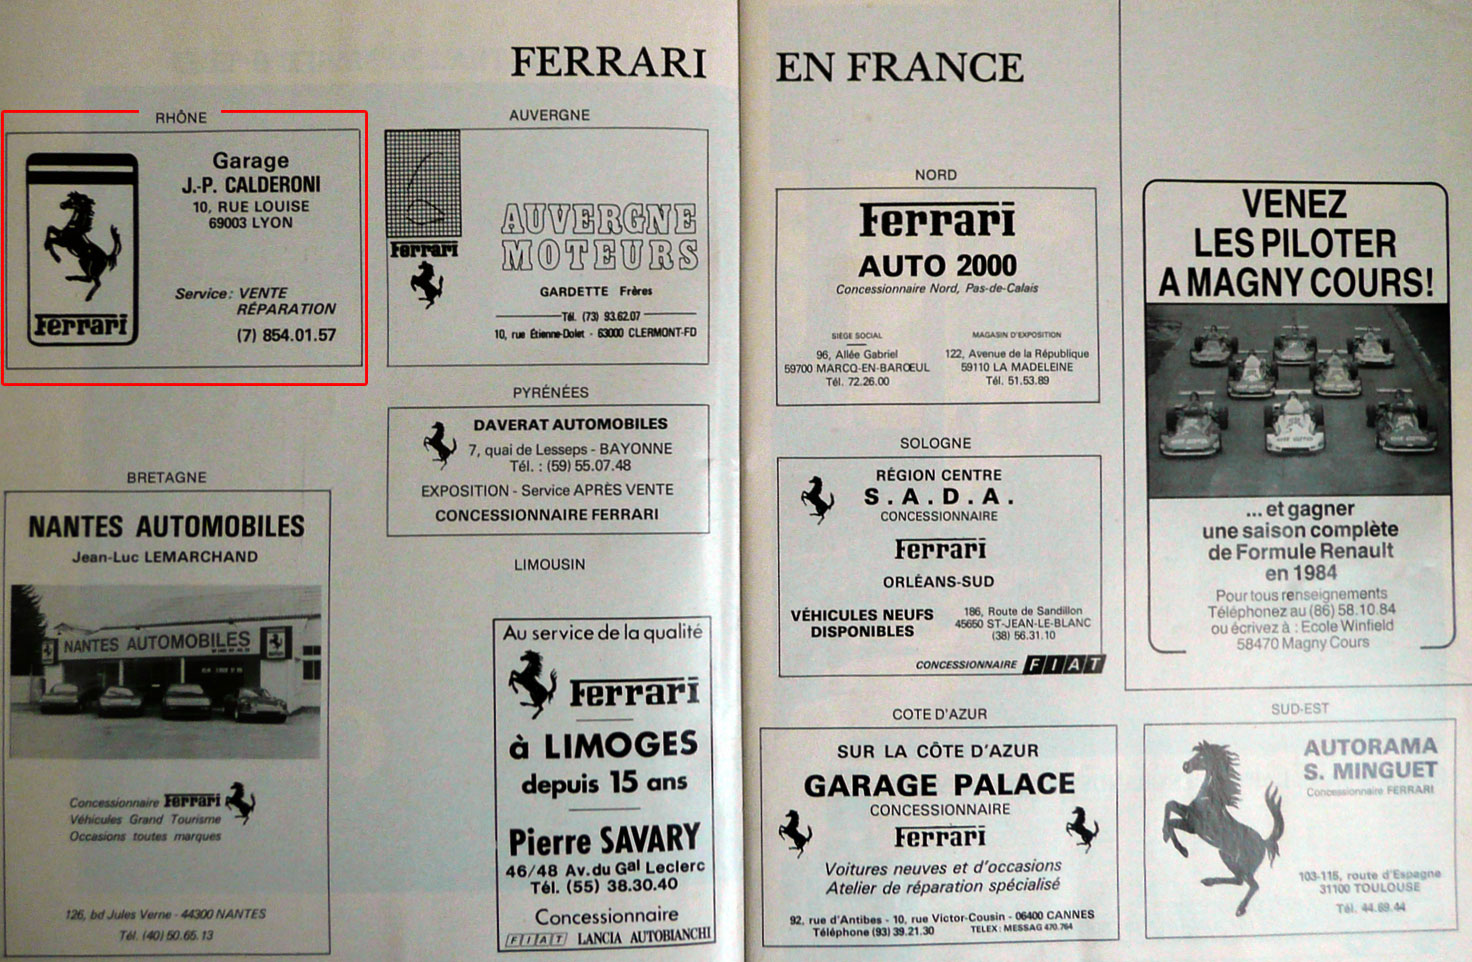 FERRARI EN FRANCE
RHÔNE
Garage
J.-P. CALDERONI
10, RUE LOUISE
69003 LYON
Service : VENTE
RÉPARATION
(7) 854.01.57
Ferrari
AUVERGNE
Ferrari
AUVERGNE
MOTEURS
GARDETTE Frères
Tél. (73) 93.62.07
10, rue Étienne-Dolet - 63000 CLERMONT-FD
PYRÉNÉES
DAVERAT AUTOMOBILES
7, quai de Lesseps - BAYONNE
Tél. : (59) 55.07.48
EXPOSITION - Service APRÈS VENTE
CONCESSIONNAIRE FERRARI
BRETAGNE
NANTES AUTOMOBILES
Jean-Luc LEMARCHAND
NANTES AUTOMOBILES
Concessionnaire Ferrari
Véhicules Grand Tourisme
Occasions toutes marques
126, bd Jules Verne - 44300 NANTES
Tél. (40) 50.65.13
LIMOUSIN
Au service de la qualité
Ferrari
à LIMOGES
depuis 15 ans
Pierre SAVARY
46/48 Av. du Gal Leclerc
Tél. (55) 38.30.40
Concessionnaire
FIAT LANCIA AUTOBIANCHI
NORD
Ferrari
AUTO 2000
Concessionnaire Nord, Pas-de-Calais
SIÈGE SOCIAL
96, Allée Gabriel
59700 MARCQ-EN-BARŒUL
Tél. 72.26.00
MAGASIN D'EXPOSITION
122, Avenue de la République
59110 LA MADELEINE
Tél. 51.53.89
SOLOGNE
RÉGION CENTRE
S.A.D.A.
CONCESSIONNAIRE
Ferrari
ORLÉANS-SUD
VÉHICULES NEUFS
DISPONIBLES
186, Route de Sandillon
45650 ST-JEAN-LE-BLANC
(38) 56.31.10
CONCESSIONNAIRE FIAT
COTE D'AZUR
SUR LA CÔTE D'AZUR
GARAGE PALACE
CONCESSIONNAIRE
Ferrari
Voitures neuves et d'occasions
Atelier de réparation spécialisé
92, rue d'Antibes - 10, rue Victor-Cousin - 06400 CANNES
Téléphone (93) 39.21.30 TELEX : MESSAG 470.764
VENEZ
LES PILOTER
A MAGNY COURS!
... et gagner
une saison complète
de Formule Renault
en 1984
Pour tous renseignements
Téléphonez au (86) 58.10.84
ou écrivez à : Ecole Winfield
58470 Magny Cours
SUD-EST
AUTORAMA
S. MINGUET
Concessionnaire FERRARI
103-115, route d'Espagne
31100 TOULOUSE
Tél. 44.69.44